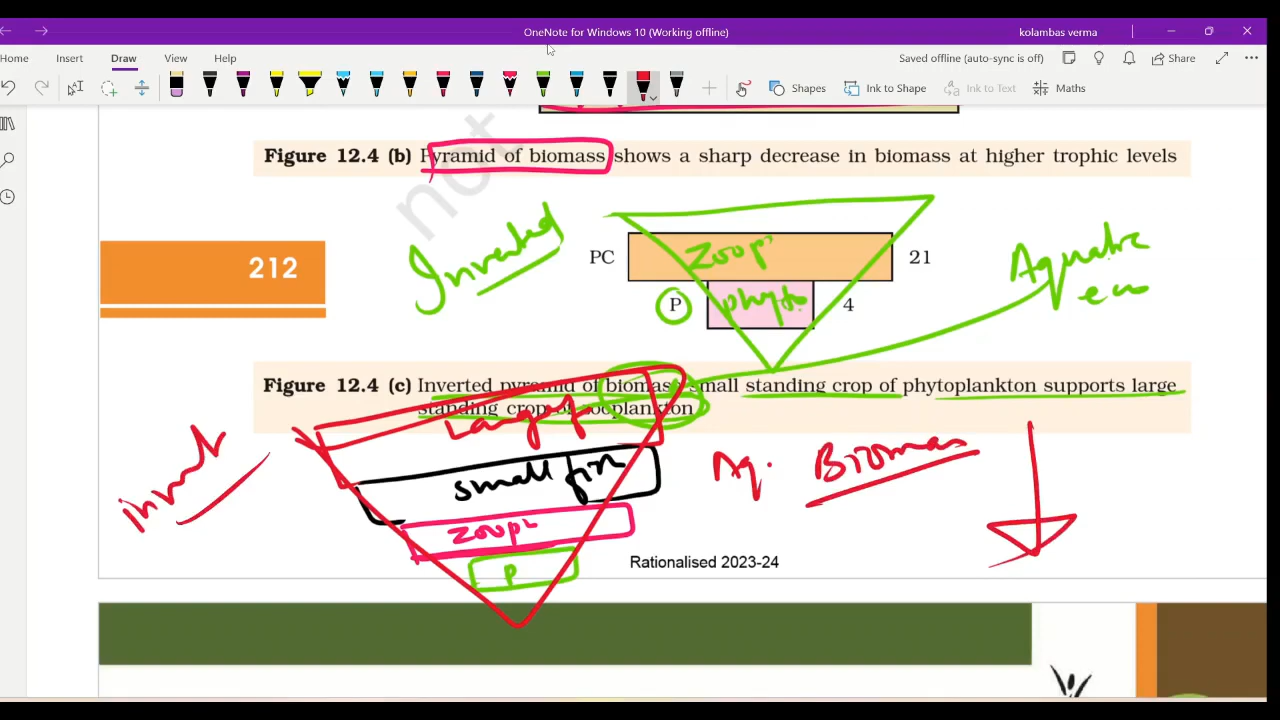 OneNote for Windows 10 (Working offline)
kolambas verma
Home Insert Draw View Help
Saved offline (auto-sync is off)
Share
Shapes Ink to Shape Ink to Text Maths
not
Figure 12.4 (b) Pyramid of biomass shows a sharp decrease in biomass at higher trophic levels
212
Inverted
PC Zoop 21
P phyto 4
Aquatic
eco
Figure 12.4 (c) Inverted pyramid of biomass small standing crop of phytoplankton supports large
standing crop of zooplankton
Large f
small fish
Zoop
P
Aq. Biomas
Rationalised 2023-24